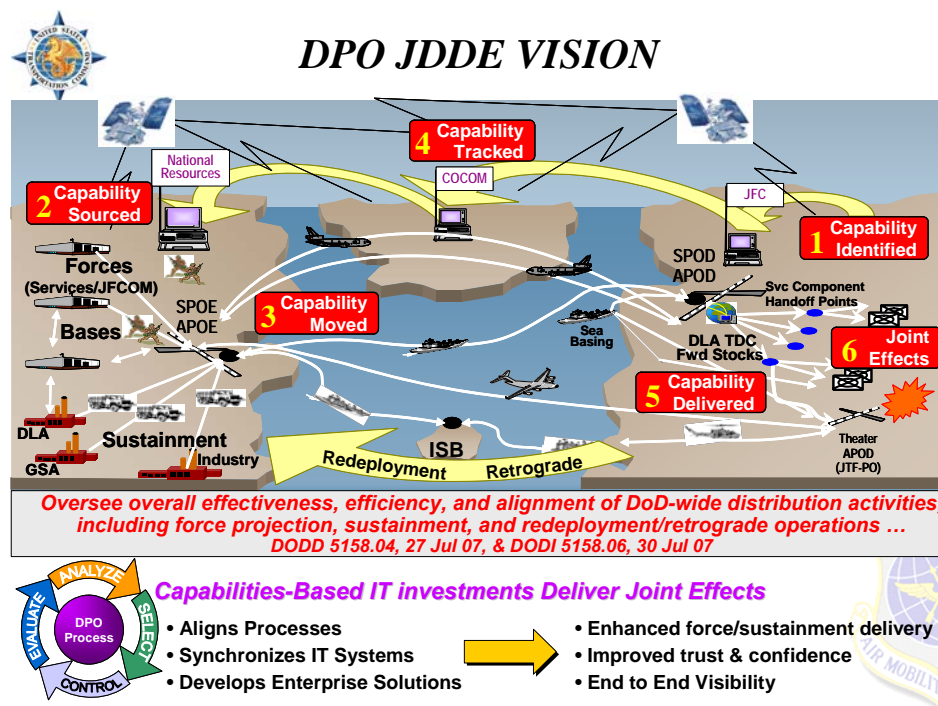 UNITED STATES TRANSPORTATION COMMAND
DPO JDDE VISION
4 Capability
Tracked
National
Resources
COCOM
JFC
2 Capability
Sourced
1 Capability
Identified
Forces
(Services/JFCOM)
SPOD
APOD
Svc Component
Handoff Points
SPOE
APOE
3 Capability
Moved
Bases
Sea
Basing
DLA TDC
Fwd Stocks
6 Joint
Effects
5 Capability
Delivered
DLA
Sustainment
GSA
Industry
ISB
Theater
APOD
(JTF-PO)
Redeployment Retrograde
Oversee overall effectiveness, efficiency, and alignment of DoD-wide distribution activities,
including force projection, sustainment, and redeployment/retrograde operations …
DODD 5158.04, 27 Jul 07, & DODI 5158.06, 30 Jul 07
ANALYZE
SELECT
CONTROL
EVALUATE
DPO
Process
Capabilities-Based IT investments Deliver Joint Effects
• Aligns Processes
• Synchronizes IT Systems
• Develops Enterprise Solutions
• Enhanced force/sustainment delivery
• Improved trust & confidence
• End to End Visibility
AIR MOBILITY